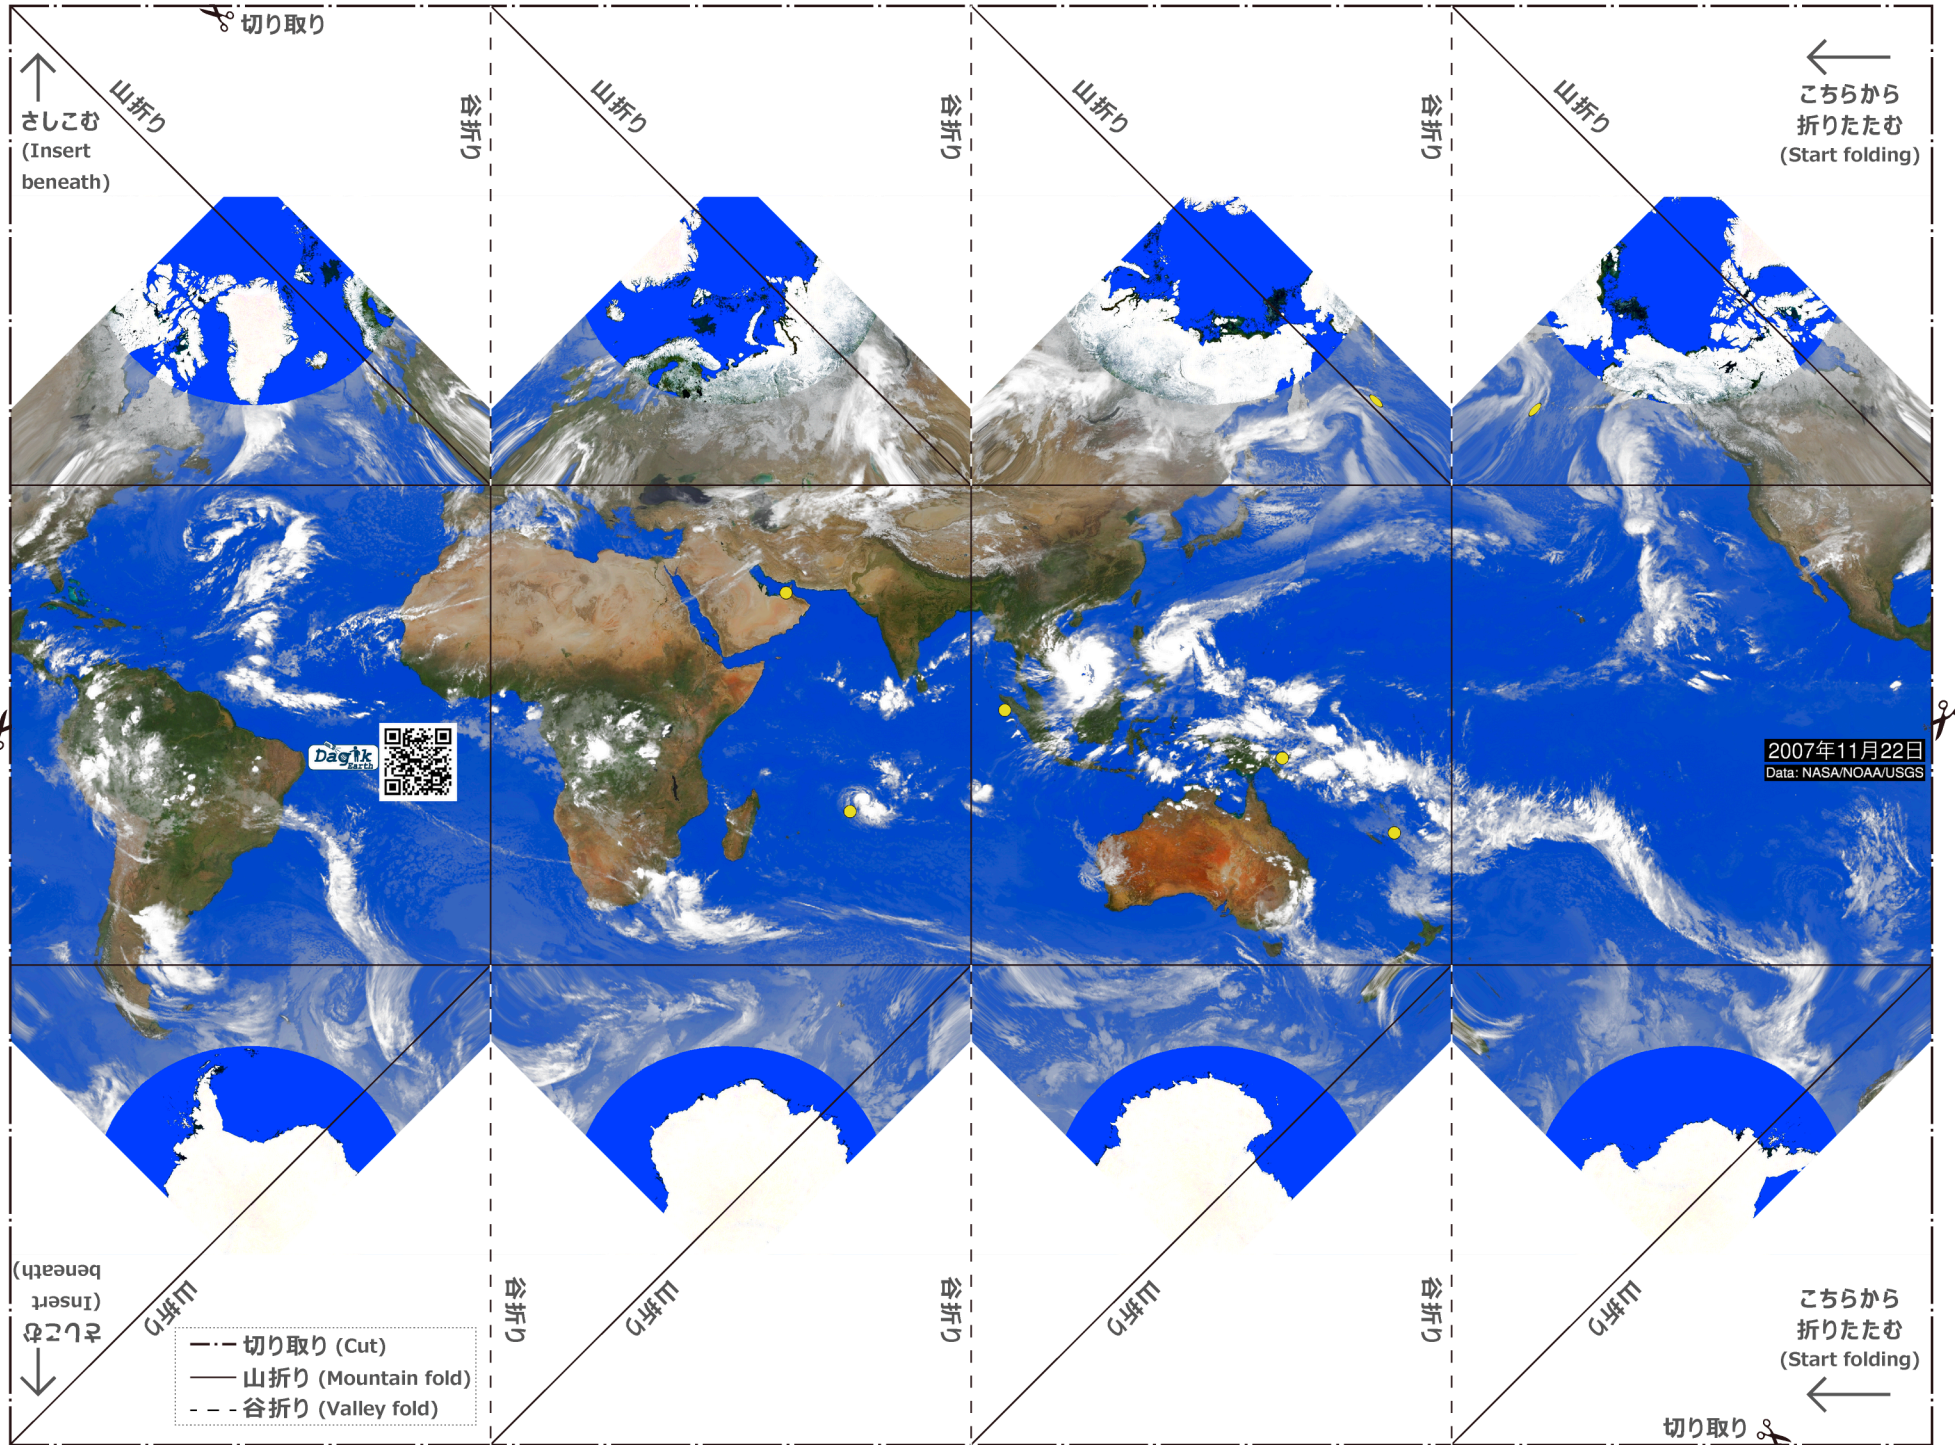 切り取り
さしこむ
(Insert
beneath)
山折り
谷折り
山折り
谷折り
山折り
谷折り
山折り
こちらから
折りたたむ
(Start folding)
Dagik
Earth
2007年11月22日
Data: NASA/NOAA/USGS
さしこむ
(Insert
beneath)
山折り
谷折り
山折り
谷折り
山折り
谷折り
山折り
こちらから
折りたたむ
(Start folding)
切り取り (Cut)
山折り (Mountain fold)
谷折り (Valley fold)
切り取り